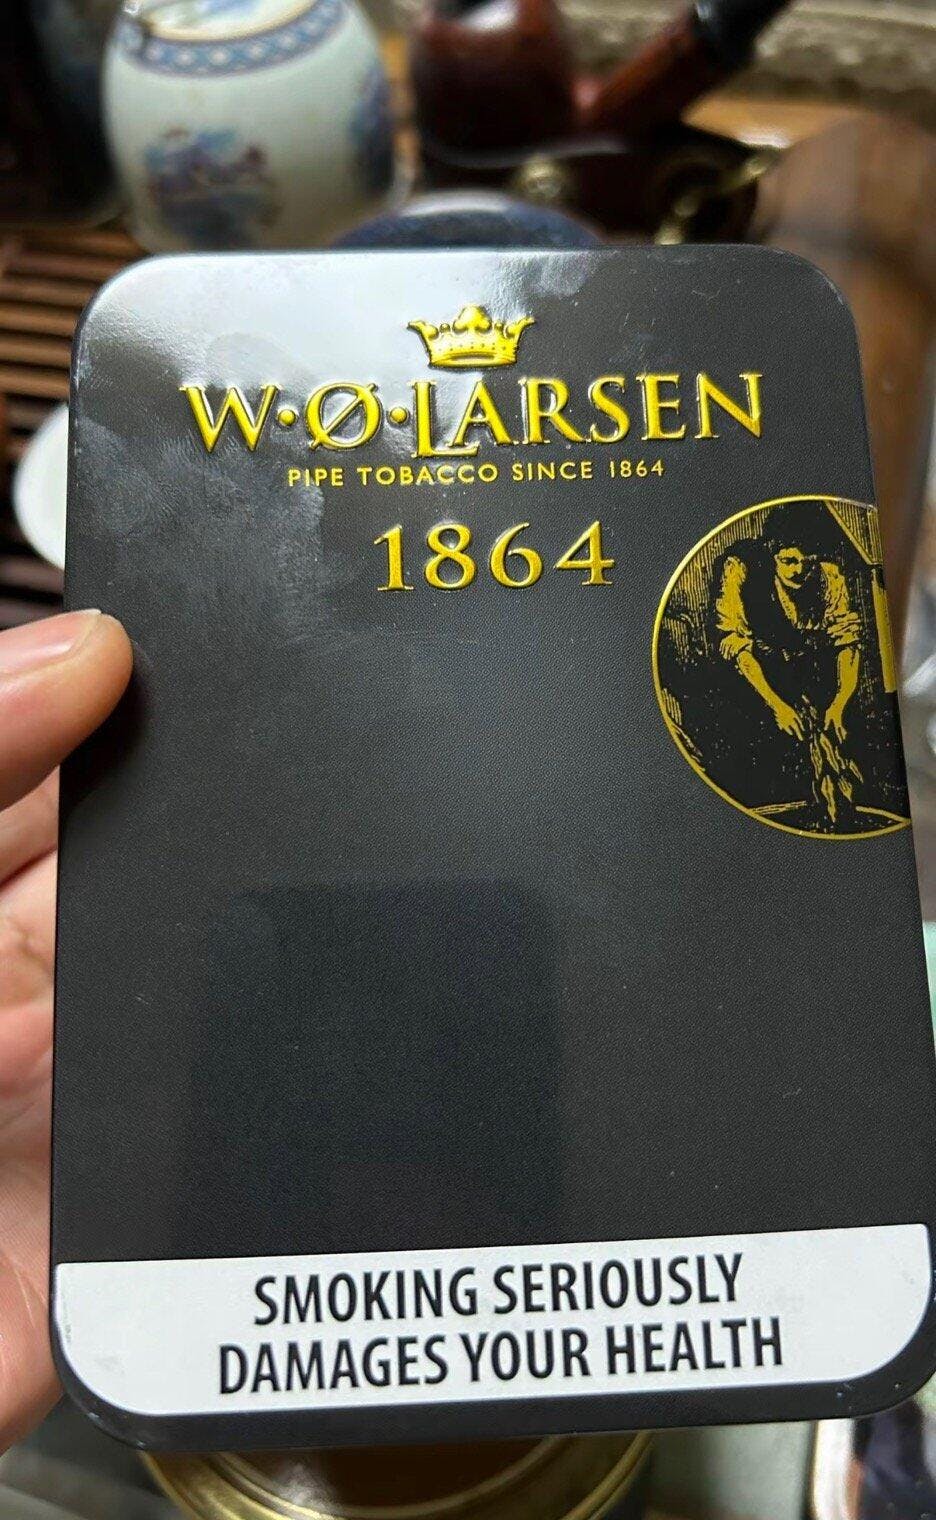 W·Ø·LARSEN
PIPE TOBACCO SINCE 1864
1864
SMOKING SERIOUSLY
DAMAGES YOUR HEALTH